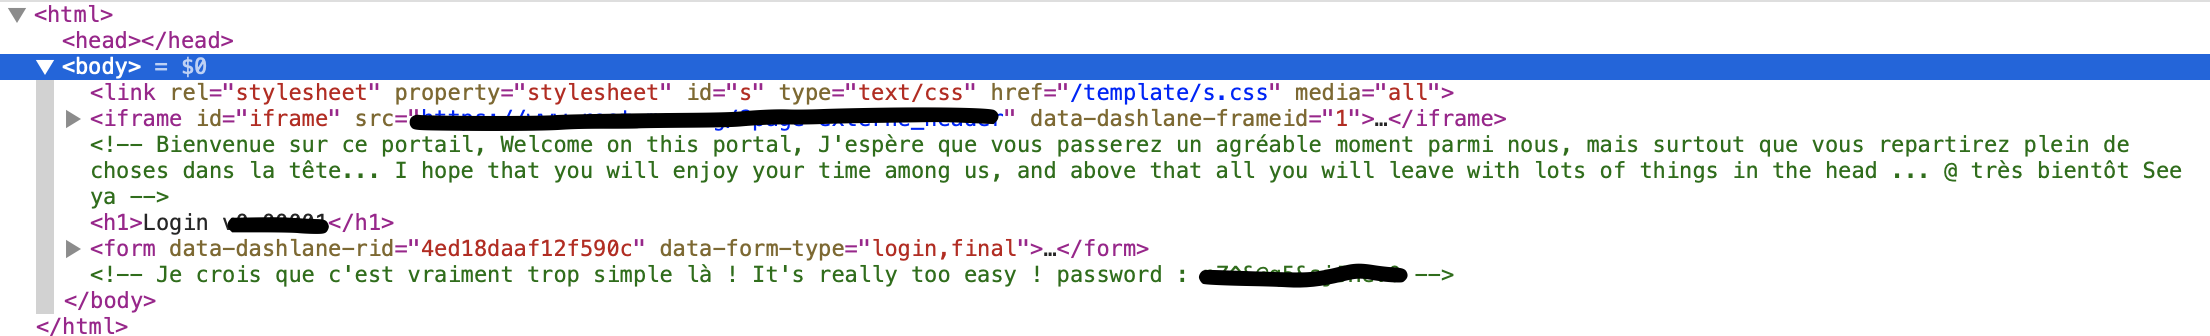 <html>
<head></head>
<body> = $0
<link rel="stylesheet" property="stylesheet" id="s" type="text/css" href="/template/s.css" media="all">
<iframe id="iframe" src=" " data-dashlane-frameid="1">…</iframe>
<!-- Bienvenue sur ce portail, Welcome on this portal, J'espère que vous passerez un agréable moment parmi nous, mais surtout que vous repartirez plein de
choses dans la tête... I hope that you will enjoy your time among us, and above that all you will leave with lots of things in the head ... @ très bientôt See
ya -->
<h1>Login </h1>
<form data-dashlane-rid="4ed18daaf12f590c" data-form-type="login,final">…</form>
<!-- Je crois que c'est vraiment trop simple là ! It's really too easy ! password : -->
</body>
</html>